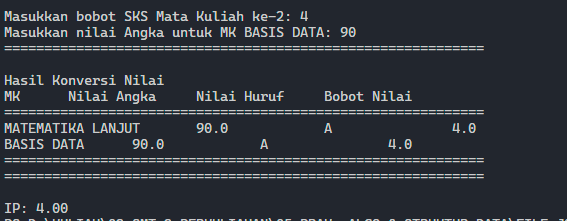 Masukkan bobot SKS Mata Kuliah ke-2: 4
Masukkan nilai Angka untuk MK BASIS DATA: 90
============================================================
Hasil Konversi Nilai
MK Nilai Angka Nilai Huruf Bobot Nilai
============================================================
MATEMATIKA LANJUT 90.0 A 4.0
BASIS DATA 90.0 A 4.0
============================================================
============================================================
IP: 4.00